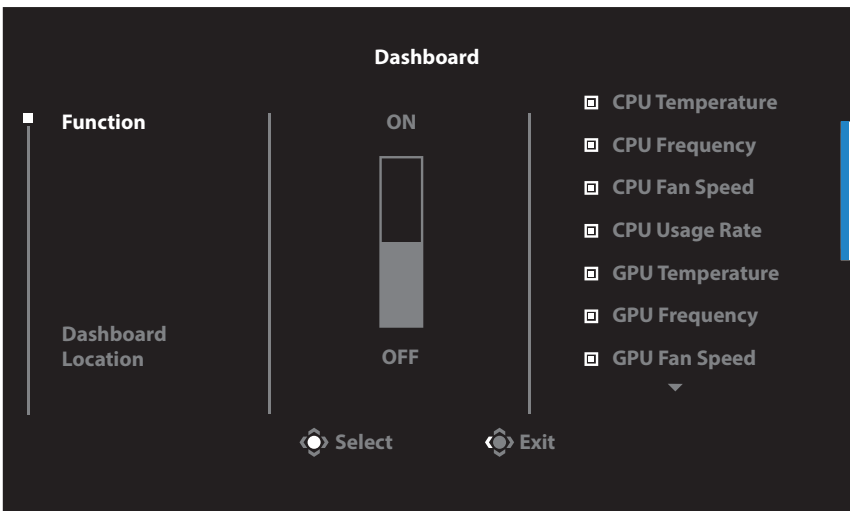 Dashboard
Function
Dashboard
Location
ON
OFF
CPU Temperature
CPU Frequency
CPU Fan Speed
CPU Usage Rate
GPU Temperature
GPU Frequency
GPU Fan Speed
Select
Exit